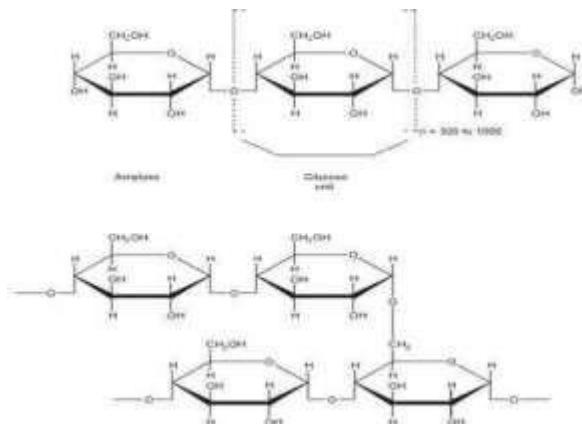 CH₂OH CH₂OH CH₂OH
O O O
H H H H H H
H H H
OH H OH H OH H
OH O O OH
H OH H OH H OH
n = 300 to 1000
Amylose Glucose
unit
CH₂OH CH₂OH
O O
H H H H
H H
OH H OH H
O O O
H OH H OH
CH₂OH CH₂
O O
H H H H
H H
OH H OH H
O O O
H OH H OH